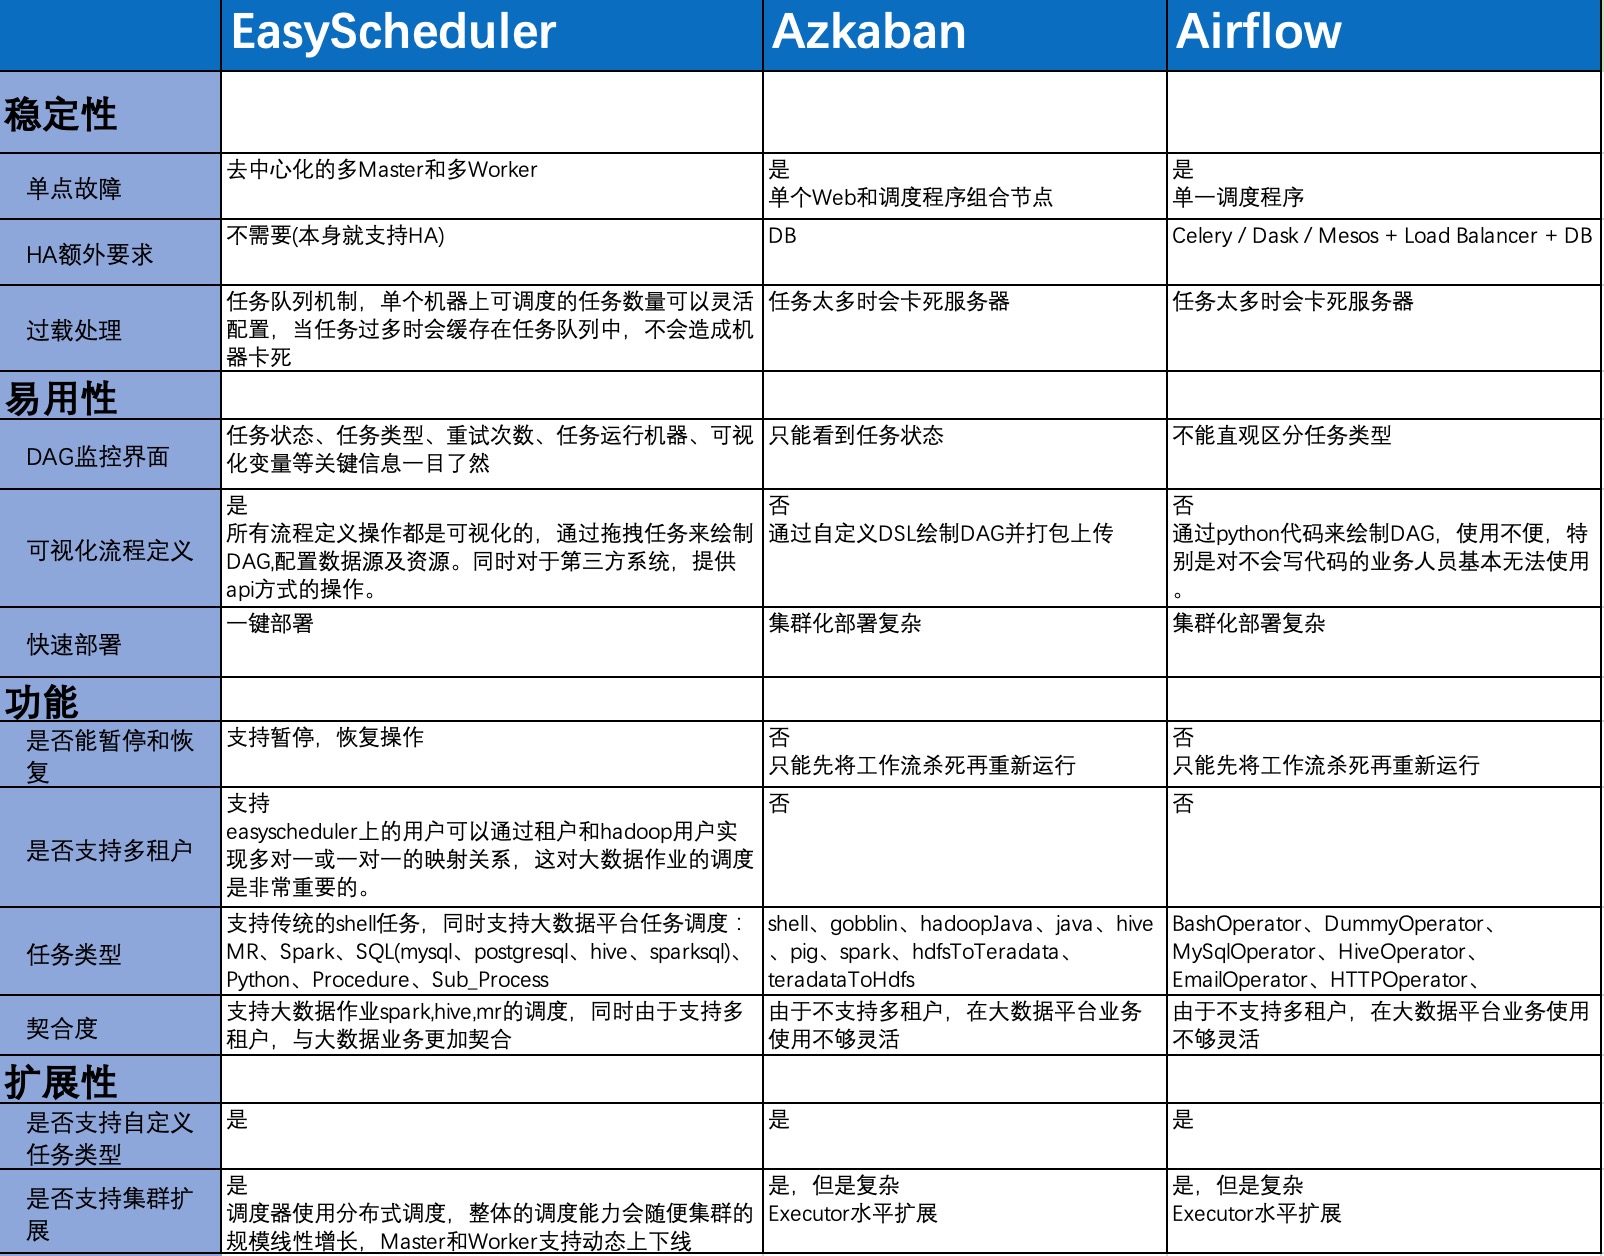 EasyScheduler
Azkaban
Airflow
稳定性
单点故障
去中心化的多Master和多Worker
是
单个Web和调度程序组合节点
是
单一调度程序
HA额外要求
不需要(本身就支持HA)
DB
Celery / Dask / Mesos + Load Balancer + DB
过载处理
任务队列机制，单个机器上可调度的任务数量可以灵活
配置，当任务过多时会缓存在任务队列中，不会造成机
器卡死
任务太多时会卡死服务器
任务太多时会卡死服务器
易用性
DAG监控界面
任务状态、任务类型、重试次数、任务运行机器、可视
化变量等关键信息一目了然
只能看到任务状态
不能直观区分任务类型
可视化流程定义
是
所有流程定义操作都是可视化的，通过拖拽任务来绘制
DAG,配置数据源及资源。同时对于第三方系统，提供
api方式的操作。
否
通过自定义DSL绘制DAG并打包上传
否
通过python代码来绘制DAG，使用不便，特
别是对不会写代码的业务人员基本无法使用
。
快速部署
一键部署
集群化部署复杂
集群化部署复杂
功能
是否能暂停和恢
复
支持暂停，恢复操作
否
只能先将工作流杀死再重新运行
否
只能先将工作流杀死再重新运行
是否支持多租户
支持
easyscheduler上的用户可以通过租户和hadoop用户实
现多对一或一对一的映射关系，这对大数据作业的调度
是非常重要的。
否
否
任务类型
支持传统的shell任务，同时支持大数据平台任务调度：
MR、Spark、SQL(mysql、postgresql、hive、sparksql)、
Python、Procedure、Sub_Process
shell、gobblin、hadoopJava、java、hive
、pig、spark、hdfsToTeradata、
teradataToHdfs
BashOperator、DummyOperator、
MySqlOperator、HiveOperator、
EmailOperator、HTTPOperator、
契合度
支持大数据作业spark,hive,mr的调度，同时由于支持多
租户，与大数据业务更加契合
由于不支持多租户，在大数据平台业务
使用不够灵活
由于不支持多租户，在大数据平台业务使用
不够灵活
扩展性
是否支持自定义
任务类型
是
是
是
是否支持集群扩
展
是
调度器使用分布式调度，整体的调度能力会随便集群的
规模线性增长，Master和Worker支持动态上下线
是，但是复杂
Executor水平扩展
是，但是复杂
Executor水平扩展